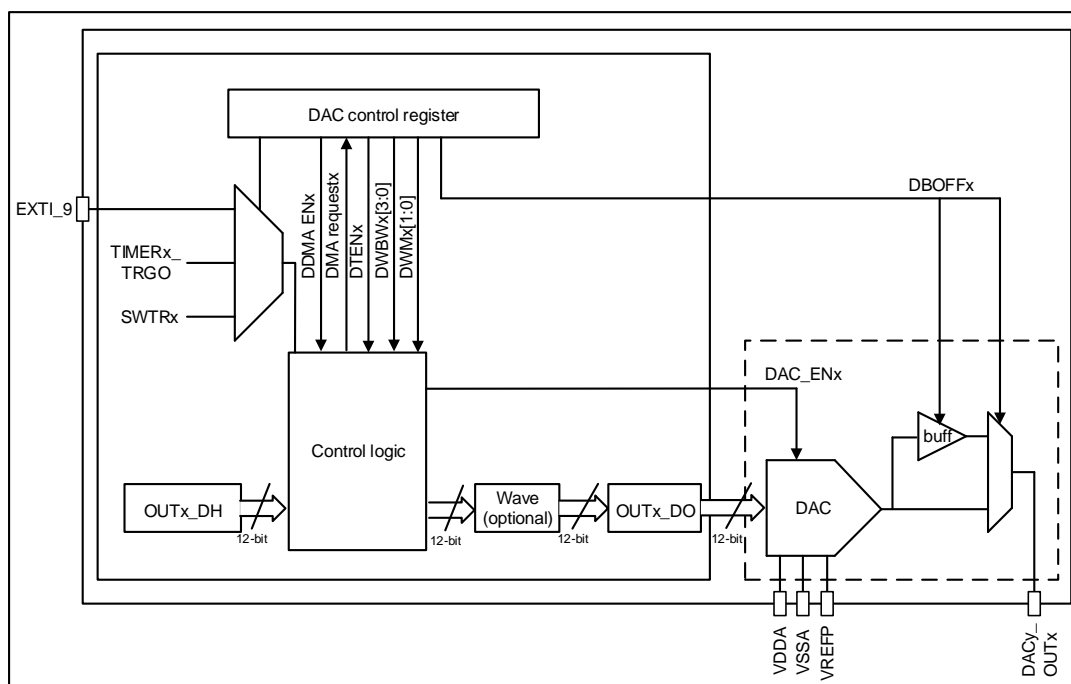 DAC control register
EXTI_9
TIMERx_
TRGO
SWTRx
DDMA ENx
DMA requestx
DTENx
DWBWx[3:0]
DWMx[1:0]
DBOFFx
DAC_ENx
Control logic
buff
OUTx_DH
12-bit
12-bit
Wave
(optional)
12-bit
OUTx_DO
12-bit
DAC
VDDA
VSSA
VREFP
DACy_
OUTx